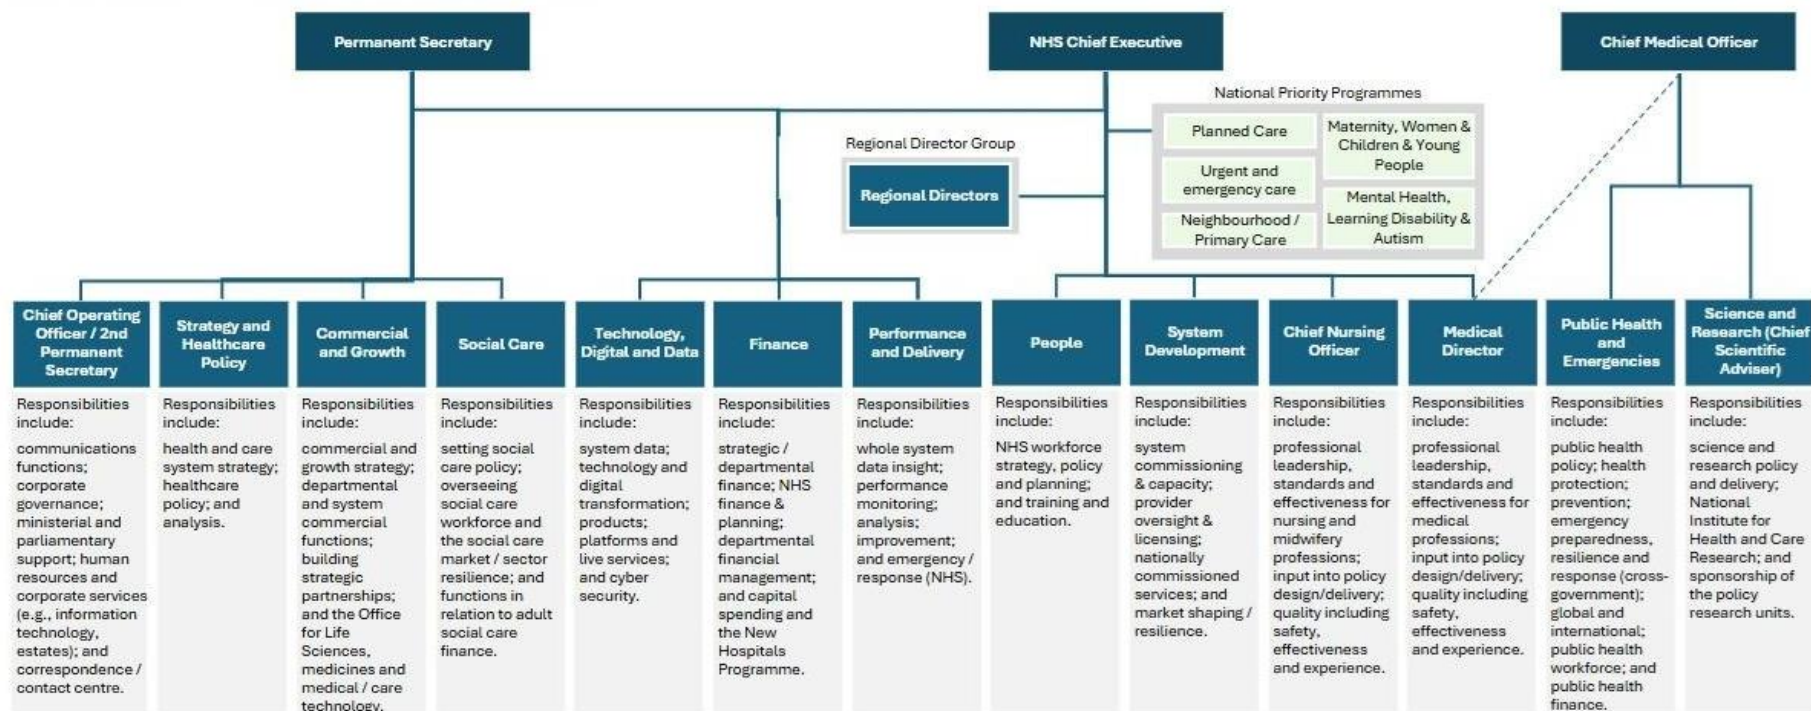 Permanent Secretary
NHS Chief Executive
Chief Medical Officer
National Priority Programmes
Planned Care
Urgent and
emergency care
Neighbourhood /
Primary Care
Maternity, Women &
Children & Young
People
Mental Health,
Learning Disability &
Autism
Regional Director Group
Regional Directors
Chief Operating
Officer / 2nd
Permanent
Secretary
Responsibilities
include:
communications
functions;
corporate
governance;
ministerial and
parliamentary
support; human
resources and
corporate services
(e.g., information
technology,
estates); and
correspondence /
contact centre.
Strategy and
Healthcare
Policy
Responsibilities
include:
health and care
system strategy;
healthcare
policy; and
analysis.
Commercial
and Growth
Responsibilities
include:
commercial and
growth strategy;
departmental
and system
commercial
functions;
building
strategic
partnerships;
and the Office
for Life
Sciences,
medicines and
medical / care
technology.
Social Care
Responsibilities
include:
setting social
care policy;
overseeing
social care
workforce and
the social care
market / sector
resilience; and
functions in
relation to adult
social care
finance.
Technology,
Digital and Data
Responsibilities
include:
system data;
technology and
digital
transformation;
products;
platforms and
live services;
and cyber
security.
Finance
Responsibilities
include:
strategic /
departmental
finance; NHS
finance &
planning;
departmental
financial
management;
and capital
spending and
the New
Hospitals
Programme.
Performance
and Delivery
Responsibilities
include:
whole system
data insight;
performance
monitoring;
analysis;
improvement;
and emergency /
response (NHS).
People
Responsibilities
include:
NHS workforce
strategy, policy
and planning;
and training and
education.
System
Development
Responsibilities
include:
system
commissioning
& capacity;
provider
oversight &
licensing;
nationally
commissioned
services; and
market shaping /
resilience.
Chief Nursing
Officer
Responsibilities
include:
professional
leadership,
standards and
effectiveness for
nursing and
midwifery
professions;
input into policy
design/delivery;
quality including
safety,
effectiveness
and experience.
Medical
Director
Responsibilities
include:
professional
leadership,
standards and
effectiveness for
medical
professions;
input into policy
design/delivery;
quality including
safety,
effectiveness
and experience.
Public Health
and
Emergencies
Responsibilities
include:
public health
policy; health
protection;
prevention;
emergency
preparedness,
resilience and
response (cross-
government);
global and
international;
public health
workforce; and
public health
finance.
Science and
Research (Chief
Scientific
Adviser)
Responsibilities
include:
science and
research policy
and delivery;
National
Institute for
Health and Care
Research; and
sponsorship of
the policy
research units.